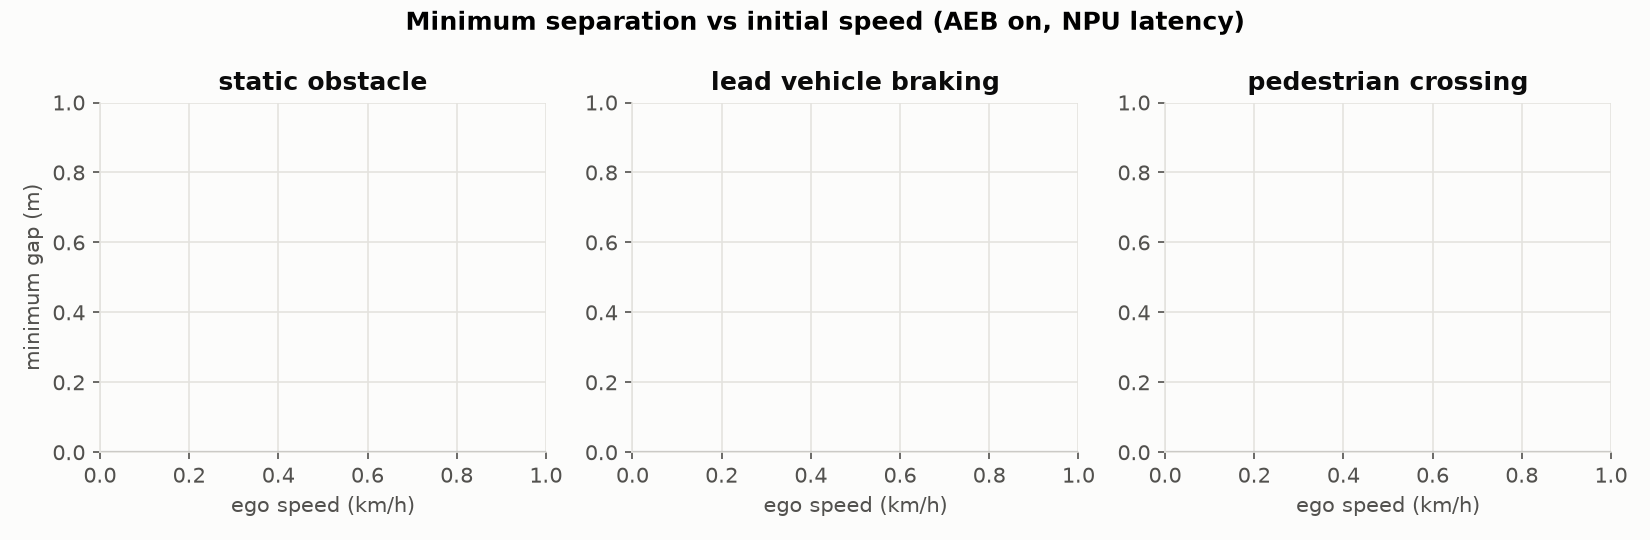 Minimum separation vs initial speed (AEB on, NPU latency)
static obstacle
1.0
0.8
0.6
0.4
0.2
0.0
minimum gap (m)
0.0 0.2 0.4 0.6 0.8 1.0
ego speed (km/h)
lead vehicle braking
1.0
0.8
0.6
0.4
0.2
0.0
0.0 0.2 0.4 0.6 0.8 1.0
ego speed (km/h)
pedestrian crossing
1.0
0.8
0.6
0.4
0.2
0.0
0.0 0.2 0.4 0.6 0.8 1.0
ego speed (km/h)